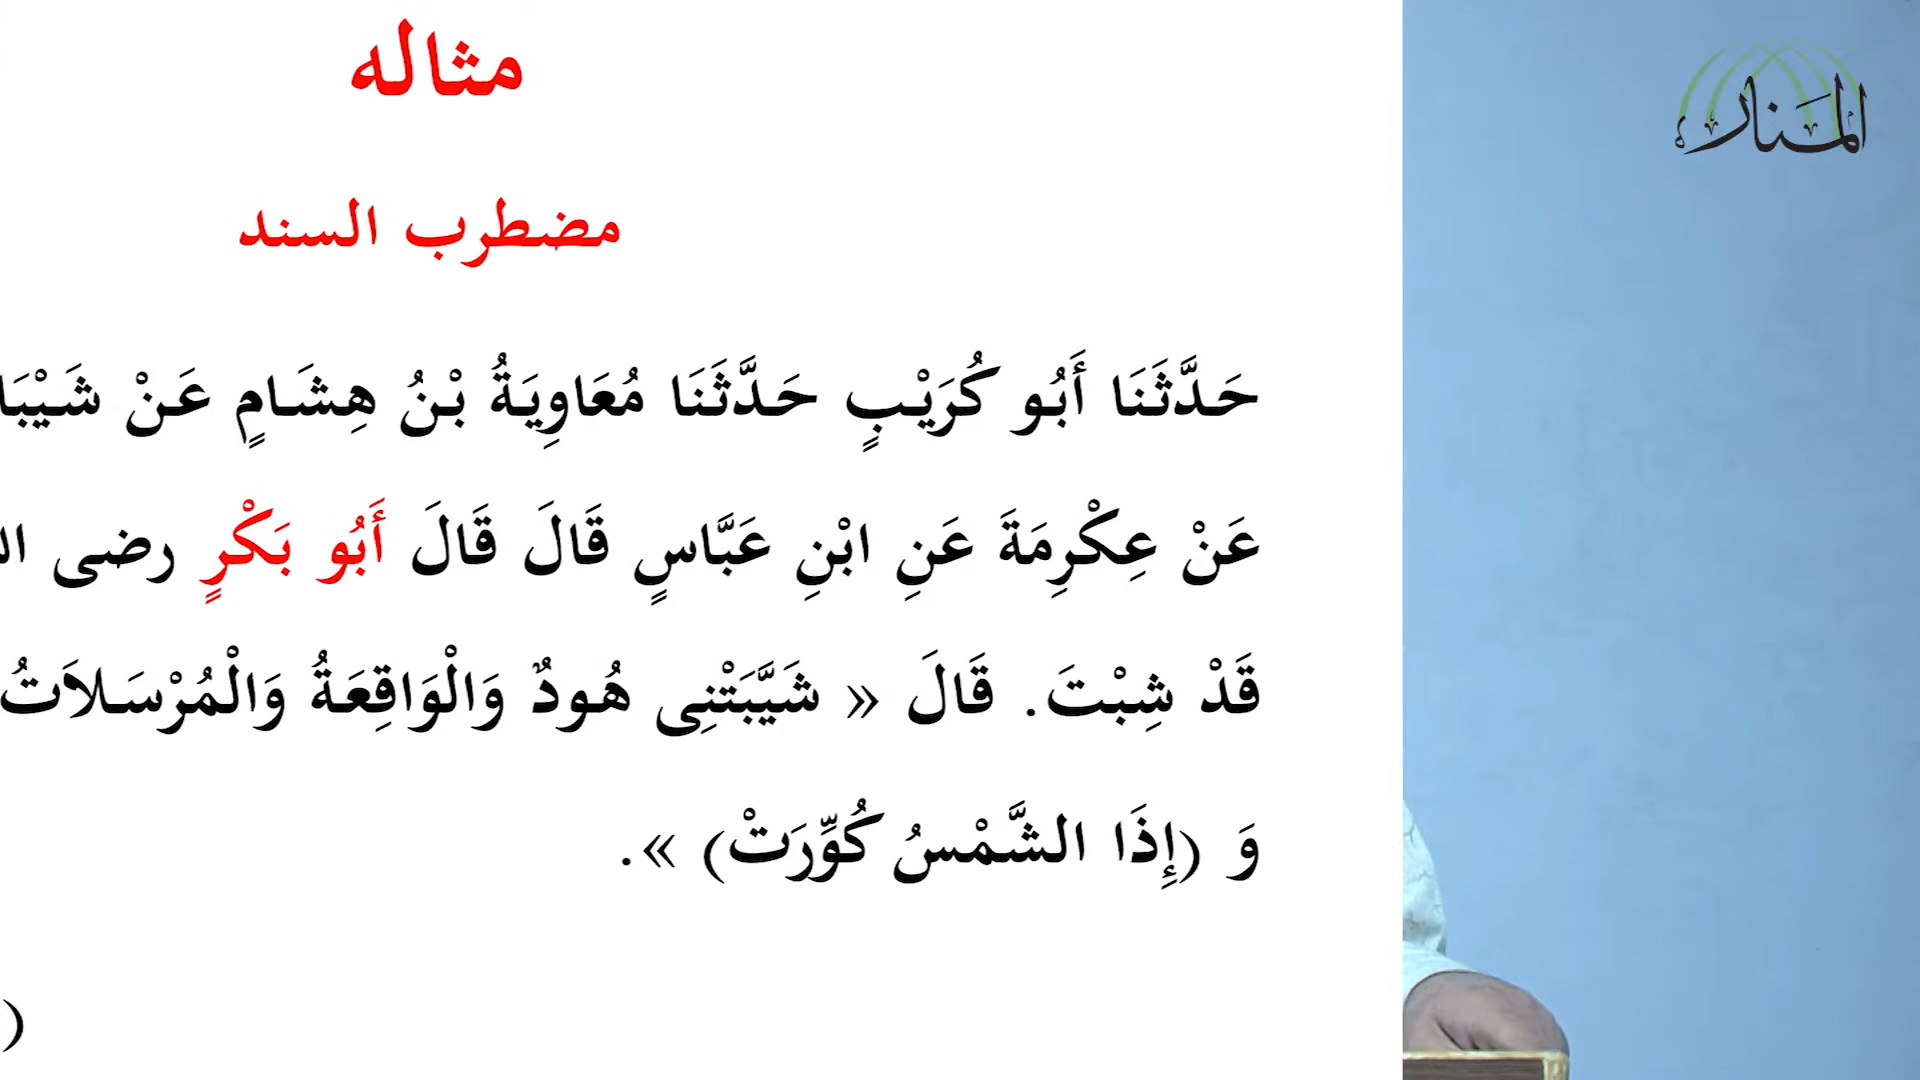 مثاله
المنار
مضطرب السند
حَدَّثَنَا أَبُو كُرَيْبٍ حَدَّثَنَا مُعَاوِيَةُ بْنُ هِشَامٍ عَنْ
عَنْ عِكْرِمَةَ عَنِ ابْنِ عَبَّاسٍ قَالَ قَالَ أَبُو بَكْرٍ رضى
قَدْ شِبْتَ. قَالَ « شَيَّبَتْنِى هُودٌ وَالْوَاقِعَةُ وَالْمُرْسَلاَتُ
وَ (إِذَا الشَّمْسُ كُوِّرَتْ) ».